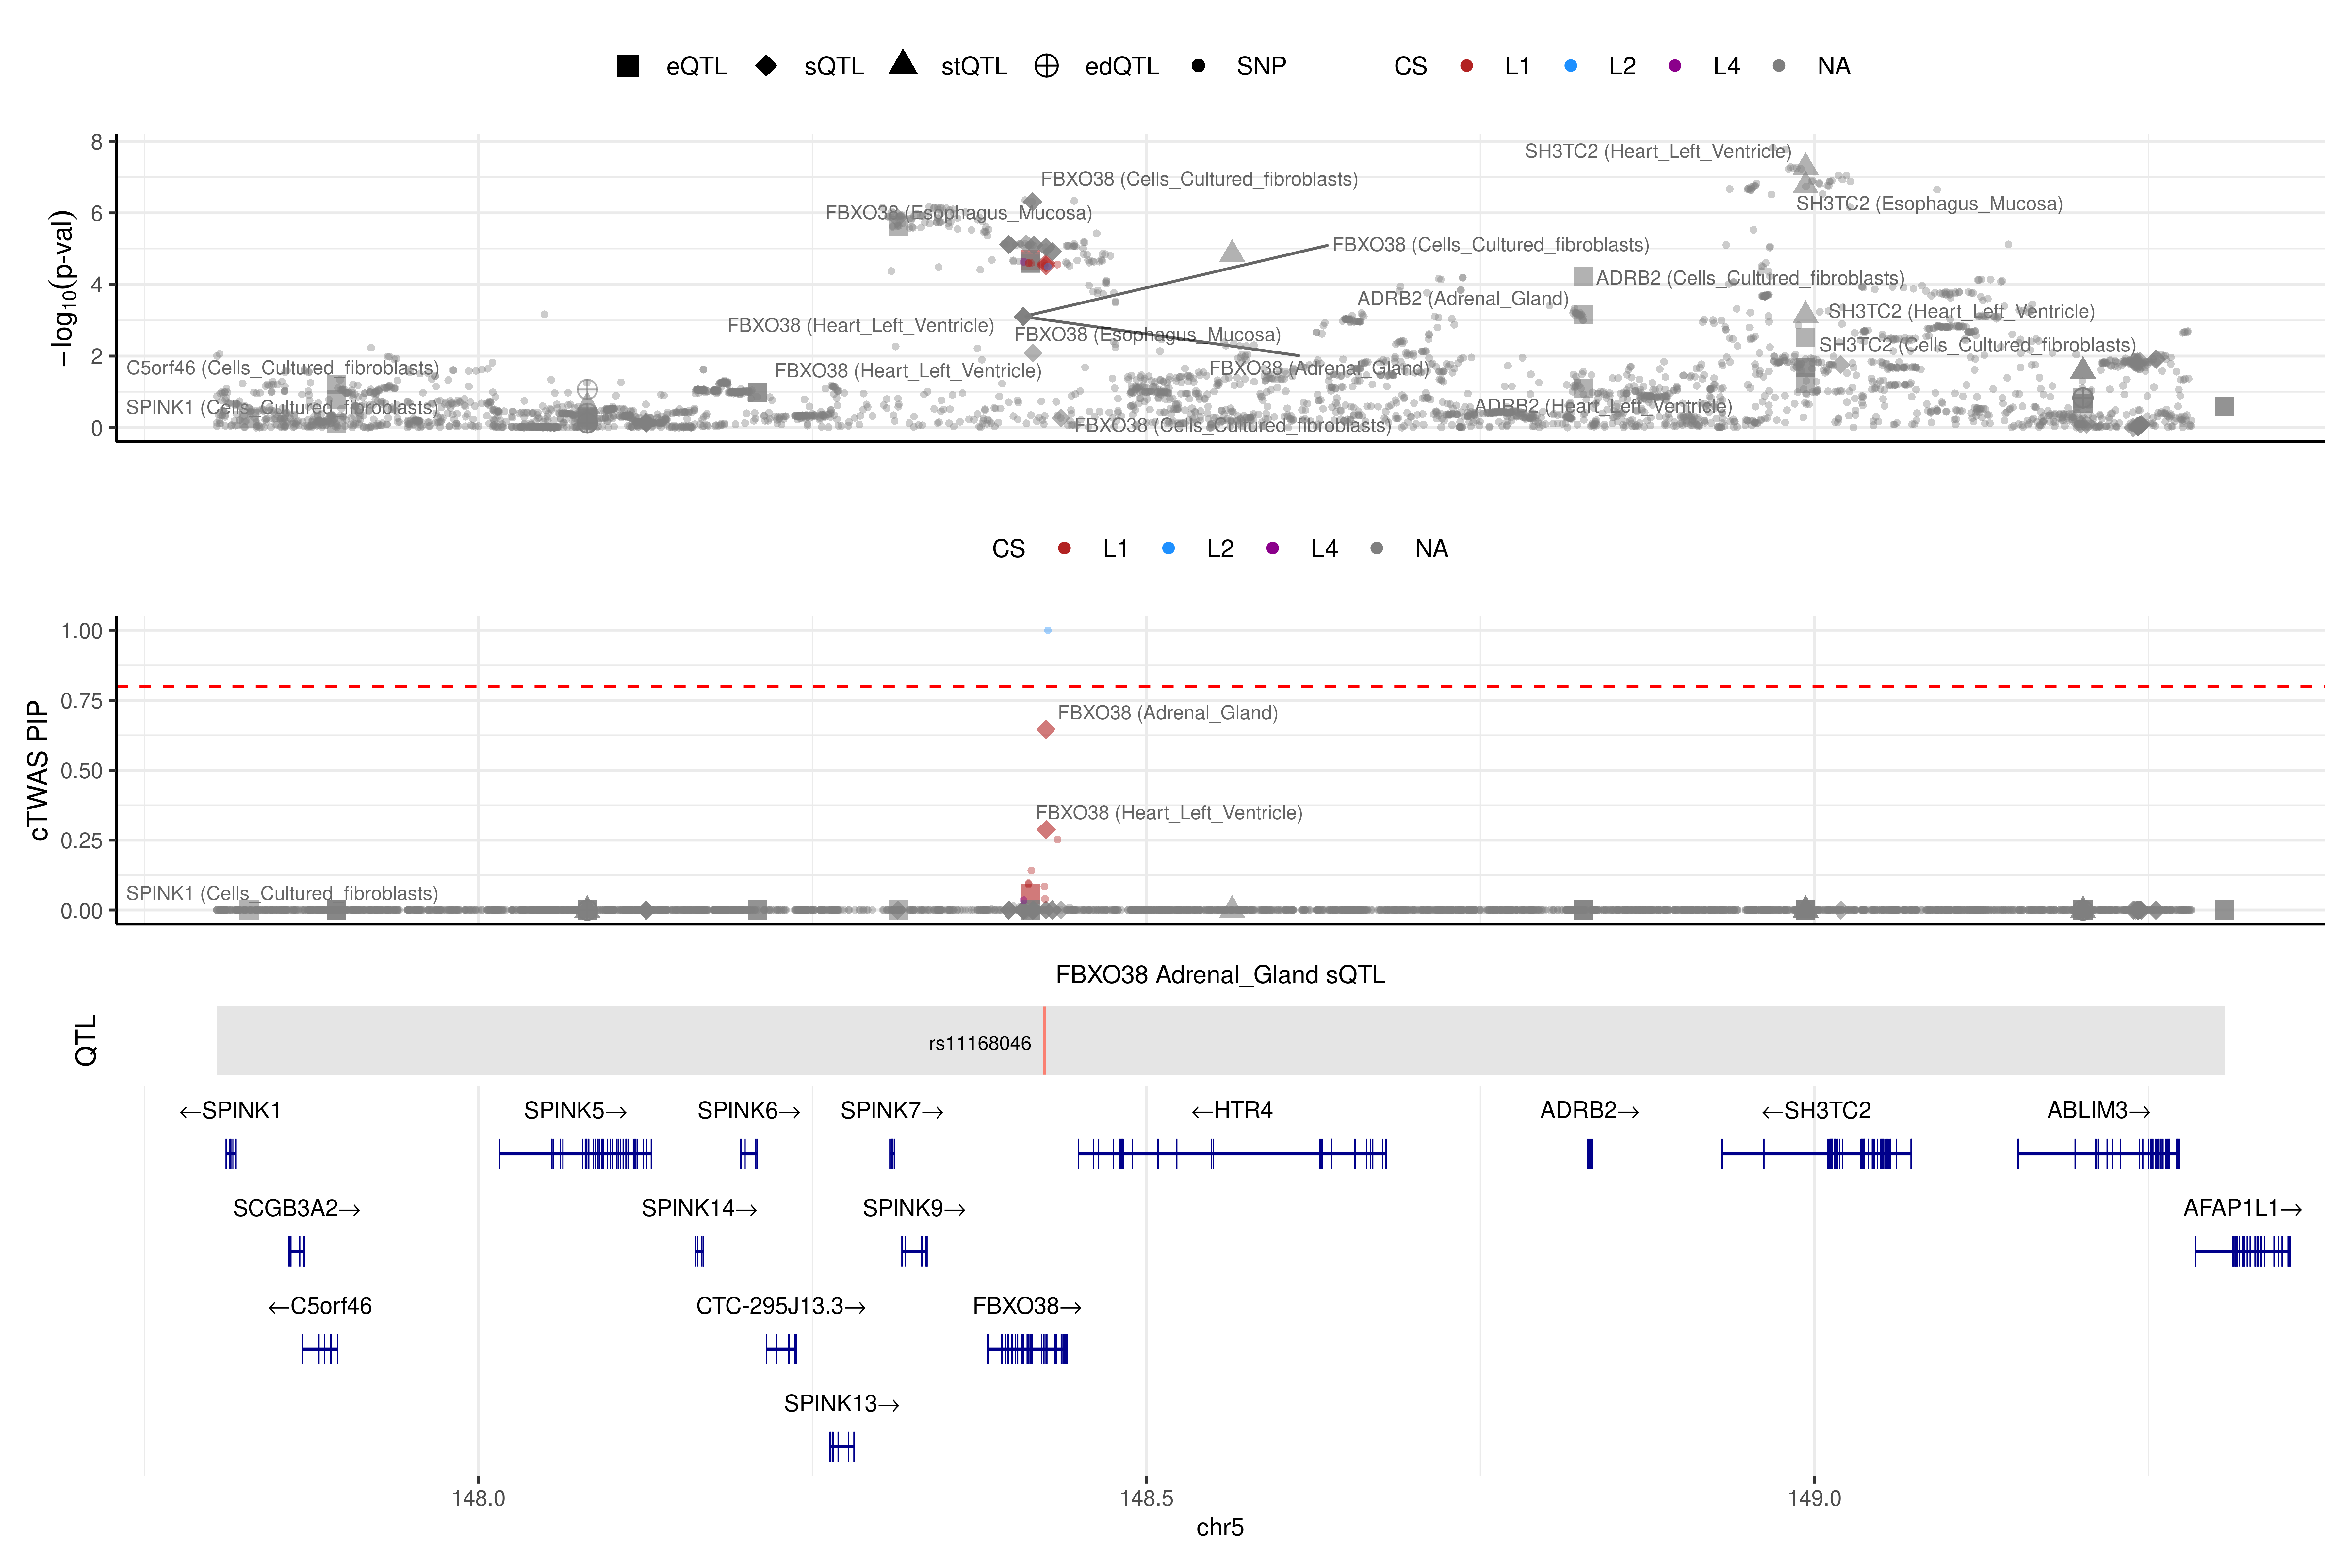 eQTL sQTL stQTL edQTL SNP CS L1 L2 L4 NA
−log10(p-val)
8
6
4
2
0
SH3TC2 (Heart_Left_Ventricle)
FBXO38 (Cells_Cultured_fibroblasts)
SH3TC2 (Esophagus_Mucosa)
FBXO38 (Esophagus_Mucosa)
FBXO38 (Cells_Cultured_fibroblasts)
ADRB2 (Cells_Cultured_fibroblasts)
ADRB2 (Adrenal_Gland)
SH3TC2 (Heart_Left_Ventricle)
FBXO38 (Heart_Left_Ventricle)
FBXO38 (Esophagus_Mucosa)
SH3TC2 (Cells_Cultured_fibroblasts)
C5orf46 (Cells_Cultured_fibroblasts)
FBXO38 (Heart_Left_Ventricle)
FBXO38 (Adrenal_Gland)
SPINK1 (Cells_Cultured_fibroblasts)
ADRB2 (Heart_Left_Ventricle)
FBXO38 (Cells_Cultured_fibroblasts)
CS L1 L2 L4 NA
cTWAS PIP
1.00
0.75
0.50
0.25
0.00
FBXO38 (Adrenal_Gland)
FBXO38 (Heart_Left_Ventricle)
SPINK1 (Cells_Cultured_fibroblasts)
FBXO38 Adrenal_Gland sQTL
QTL
rs11168046
←SPINK1 SPINK5→ SPINK6→ SPINK7→ ←HTR4 ADRB2→ ←SH3TC2 ABLIM3→
SCGB3A2→ SPINK14→ SPINK9→ AFAP1L1→
←C5orf46 CTC-295J13.3→ FBXO38→
SPINK13→
148.0 148.5 149.0
chr5